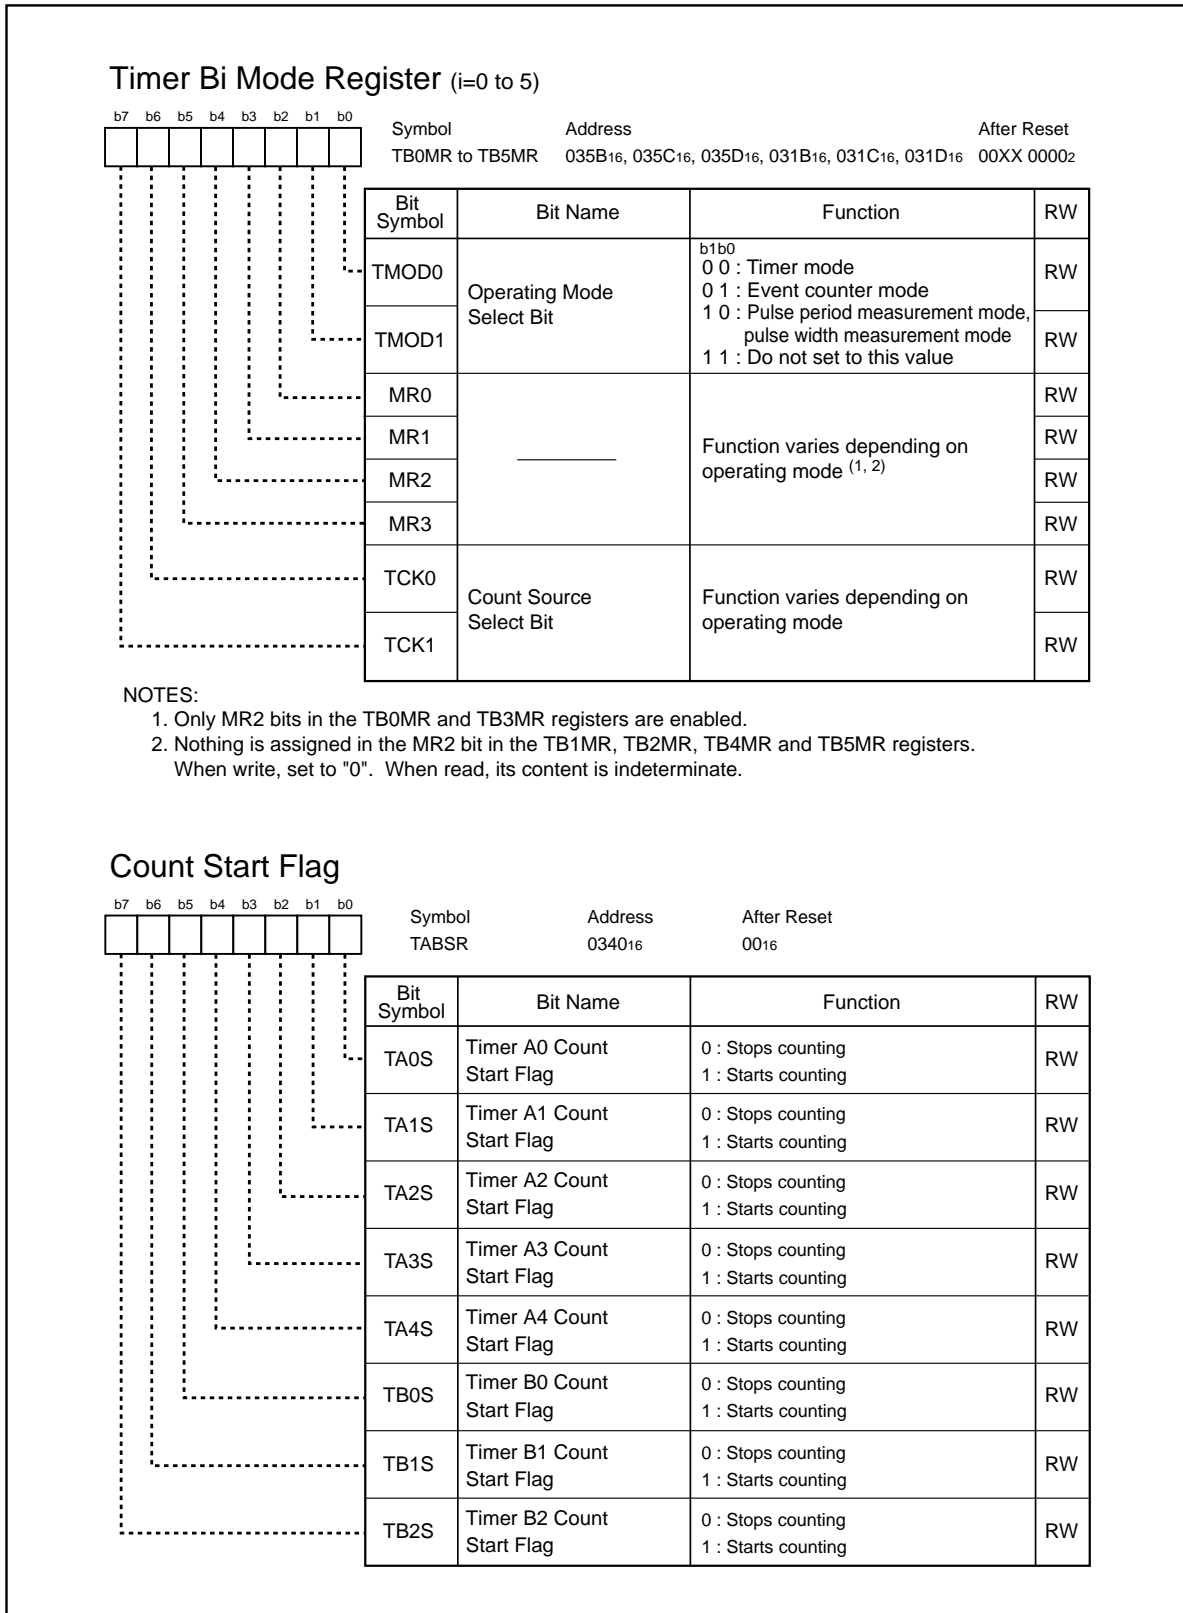 Timer Bi Mode Register (i=0 to 5)
b7 b6 b5 b4 b3 b2 b1 b0
Symbol Address After Reset
TB0MR to TB5MR 035B16, 035C16, 035D16, 031B16, 031C16, 031D16 00XX 00002
Bit Symbol Bit Name Function RW
TMOD0 RW
TMOD1 RW
Operating Mode
Select Bit
b1b0
0 0 : Timer mode
0 1 : Event counter mode
1 0 : Pulse period measurement mode,
pulse width measurement mode
1 1 : Do not set to this value
MR0 RW
MR1 RW
MR2 RW
MR3 RW
Function varies depending on
operating mode (1, 2)
TCK0 RW
TCK1 RW
Count Source
Select Bit
Function varies depending on
operating mode
NOTES:
1. Only MR2 bits in the TB0MR and TB3MR registers are enabled.
2. Nothing is assigned in the MR2 bit in the TB1MR, TB2MR, TB4MR and TB5MR registers.
When write, set to "0". When read, its content is indeterminate.
Count Start Flag
b7 b6 b5 b4 b3 b2 b1 b0
Symbol Address After Reset
TABSR 034016 0016
Bit Symbol Bit Name Function RW
TA0S Timer A0 Count Start Flag 0 : Stops counting RW
1 : Starts counting
TA1S Timer A1 Count Start Flag 0 : Stops counting RW
1 : Starts counting
TA2S Timer A2 Count Start Flag 0 : Stops counting RW
1 : Starts counting
TA3S Timer A3 Count Start Flag 0 : Stops counting RW
1 : Starts counting
TA4S Timer A4 Count Start Flag 0 : Stops counting RW
1 : Starts counting
TB0S Timer B0 Count Start Flag 0 : Stops counting RW
1 : Starts counting
TB1S Timer B1 Count Start Flag 0 : Stops counting RW
1 : Starts counting
TB2S Timer B2 Count Start Flag 0 : Stops counting RW
1 : Starts counting